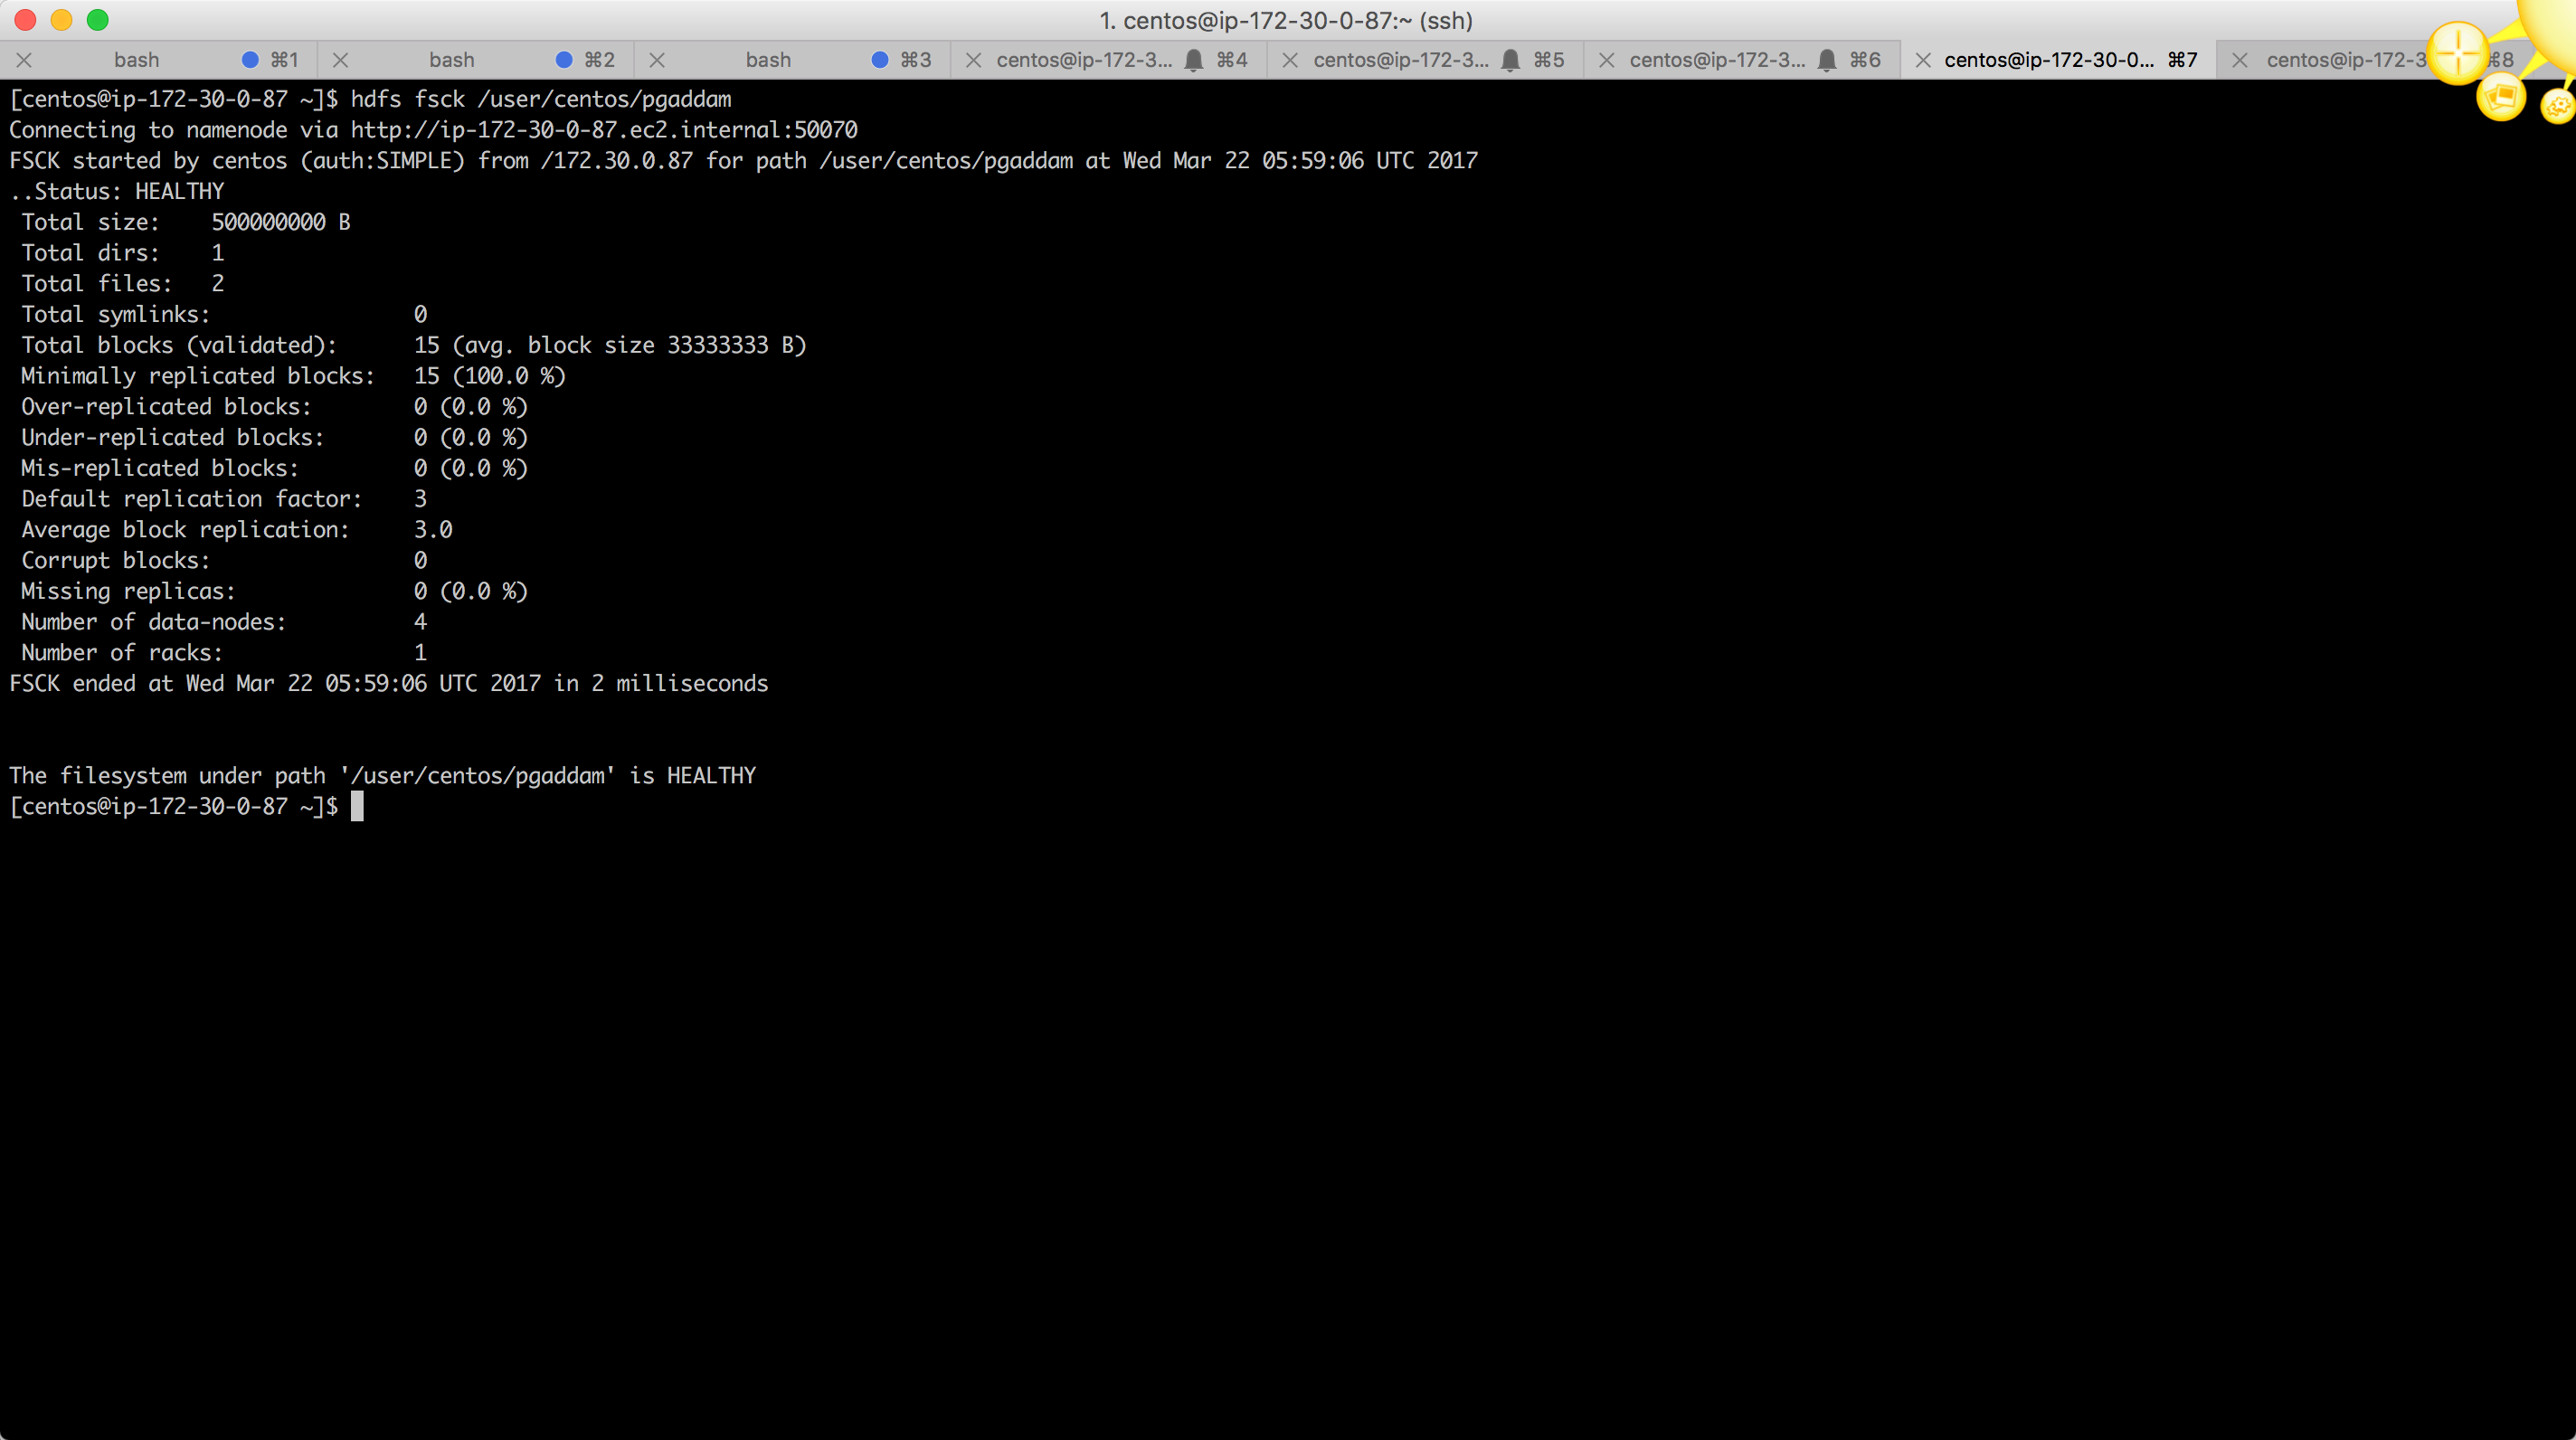 1. centos@ip-172-30-0-87:~ (ssh)
bash ⌘1 bash ⌘2 bash ⌘3 centos@ip-172-3... ⌘4 centos@ip-172-3... ⌘5 centos@ip-172-3... ⌘6 centos@ip-172-30-0... ⌘7 centos@ip-172-3 ⌘8
[centos@ip-172-30-0-87 ~]$ hdfs fsck /user/centos/pgaddam
Connecting to namenode via http://ip-172-30-0-87.ec2.internal:50070
FSCK started by centos (auth:SIMPLE) from /172.30.0.87 for path /user/centos/pgaddam at Wed Mar 22 05:59:06 UTC 2017
..Status: HEALTHY
Total size: 500000000 B
Total dirs: 1
Total files: 2
Total symlinks: 0
Total blocks (validated): 15 (avg. block size 33333333 B)
Minimally replicated blocks: 15 (100.0 %)
Over-replicated blocks: 0 (0.0 %)
Under-replicated blocks: 0 (0.0 %)
Mis-replicated blocks: 0 (0.0 %)
Default replication factor: 3
Average block replication: 3.0
Corrupt blocks: 0
Missing replicas: 0 (0.0 %)
Number of data-nodes: 4
Number of racks: 1
FSCK ended at Wed Mar 22 05:59:06 UTC 2017 in 2 milliseconds
The filesystem under path '/user/centos/pgaddam' is HEALTHY
[centos@ip-172-30-0-87 ~]$